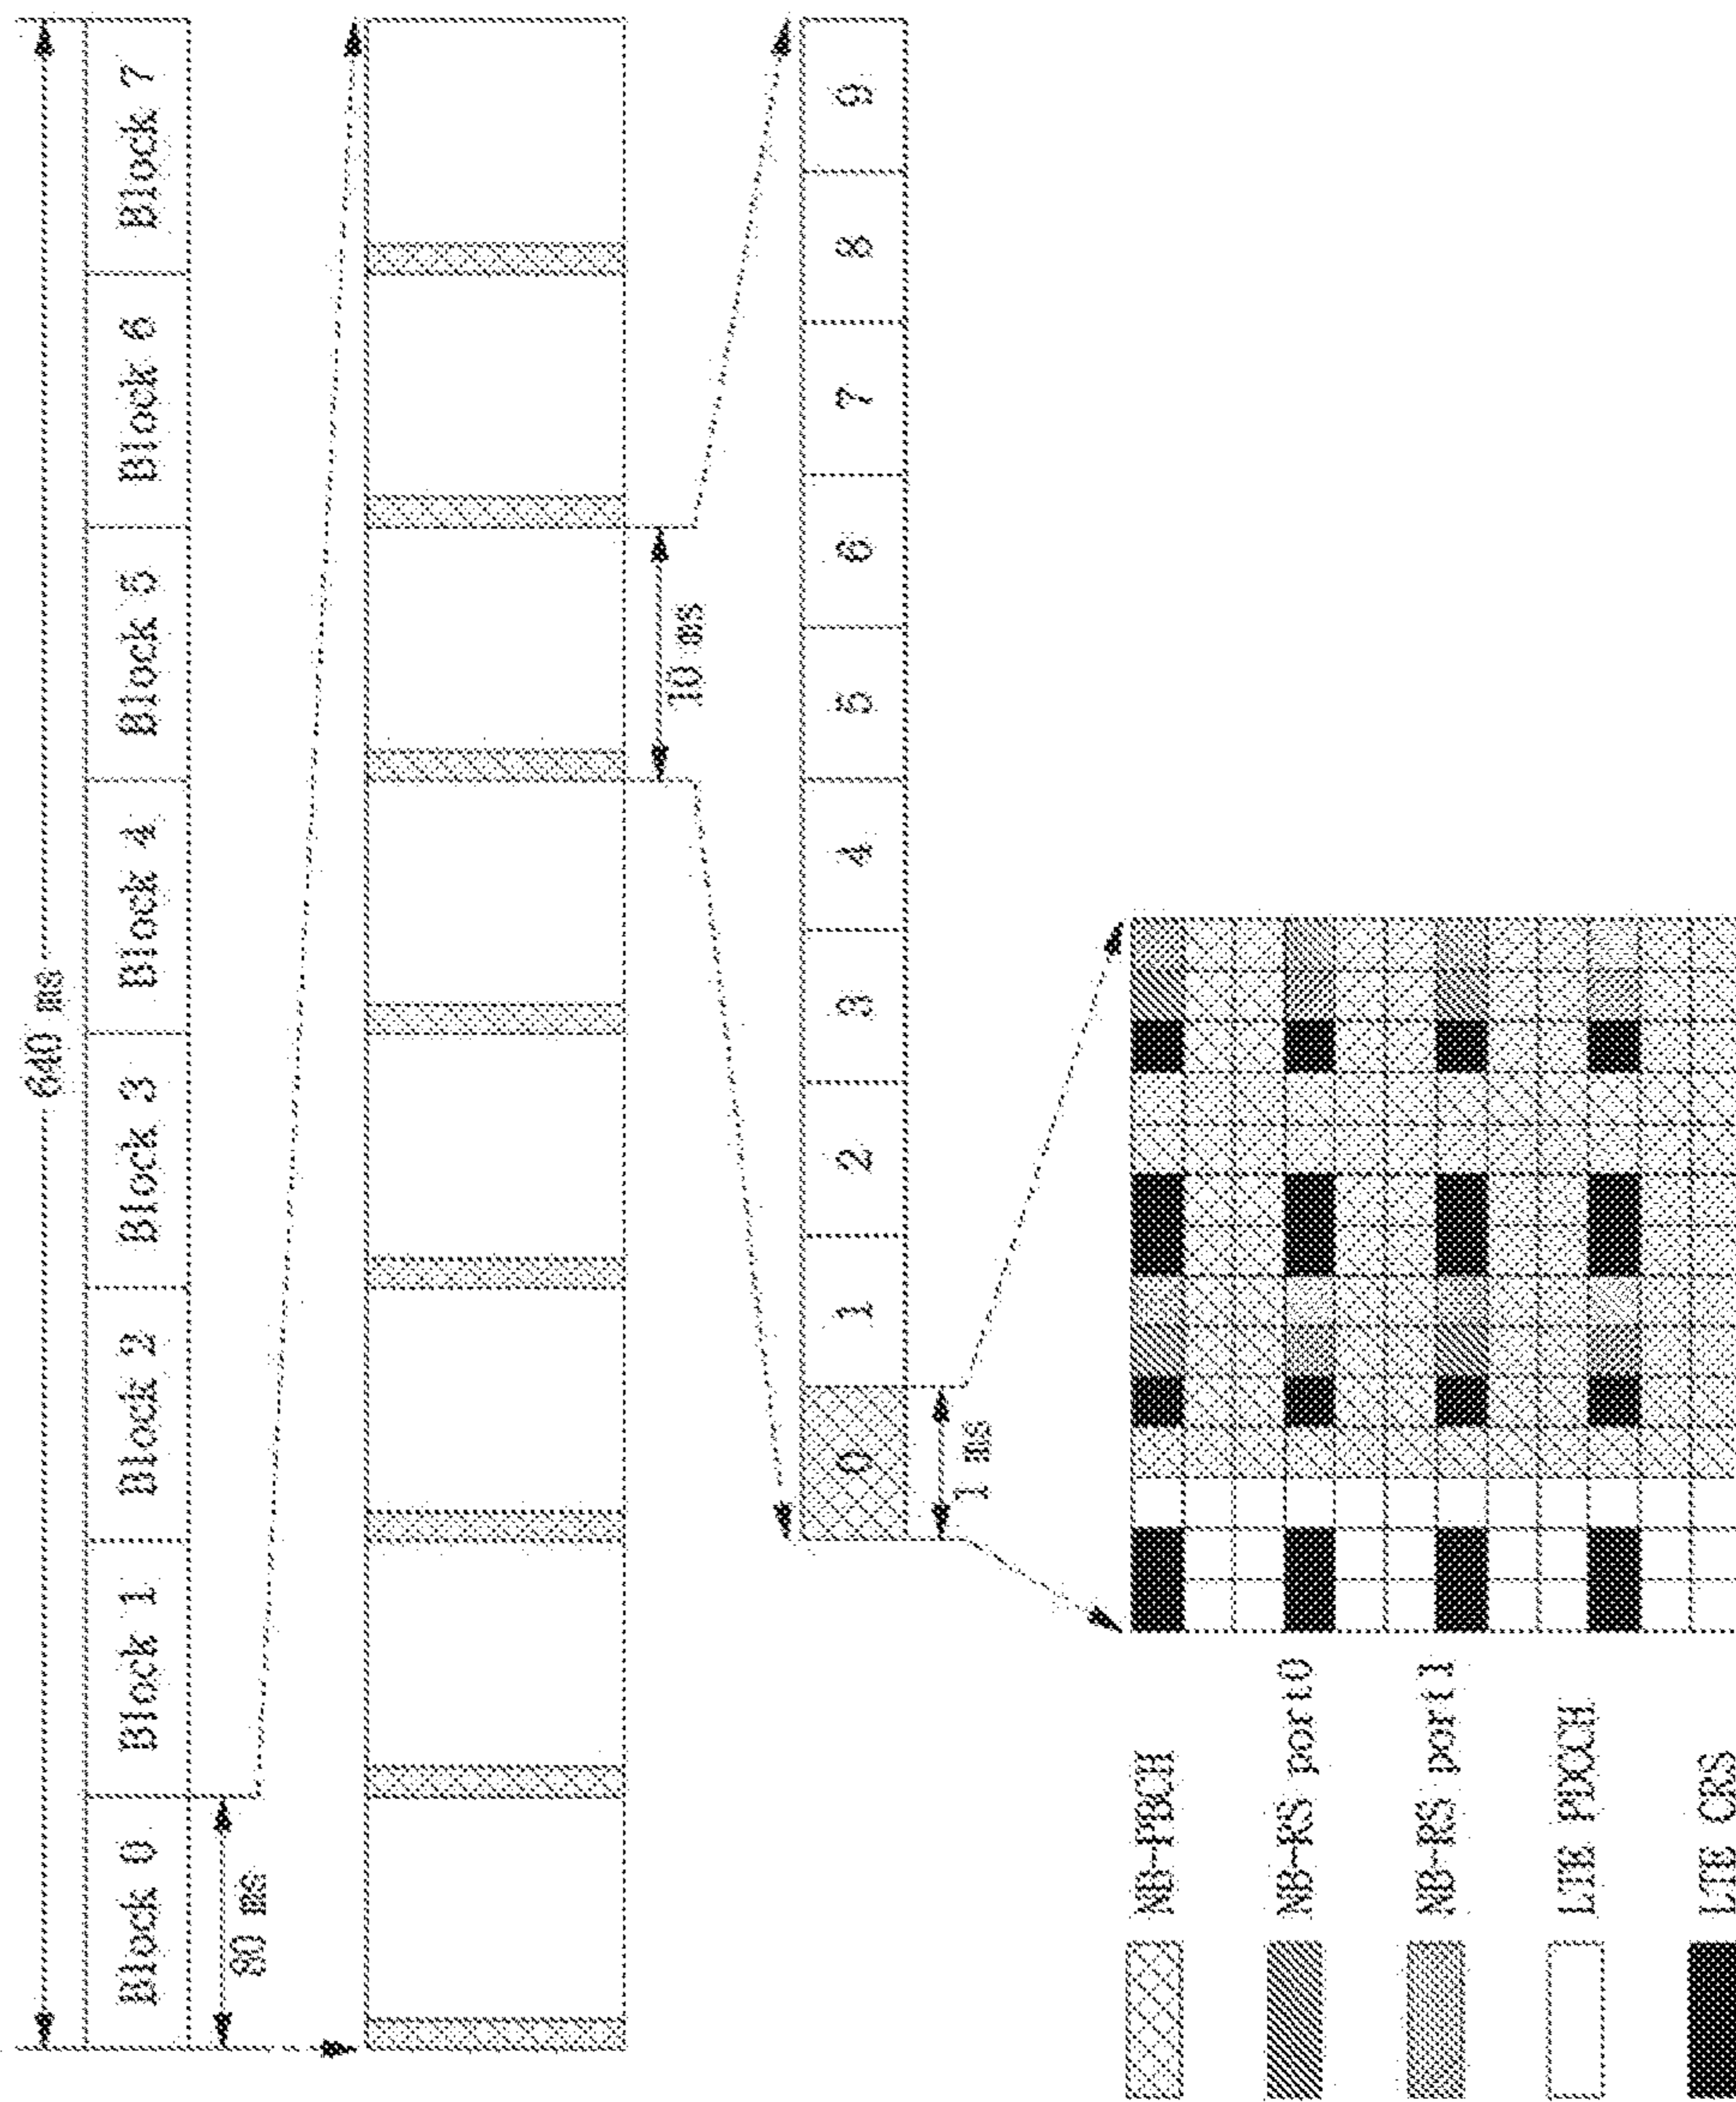 640 ms
Block 0
Block 1
Block 2
Block 3
Block 4
Block 5
Block 6
Block 7
80 ms
10 ms
0
1
2
3
4
5
6
7
8
9
1 ms
NB-PBCH
NB-RS port0
NB-RS port1
LTE PDCCH
LTE CRS